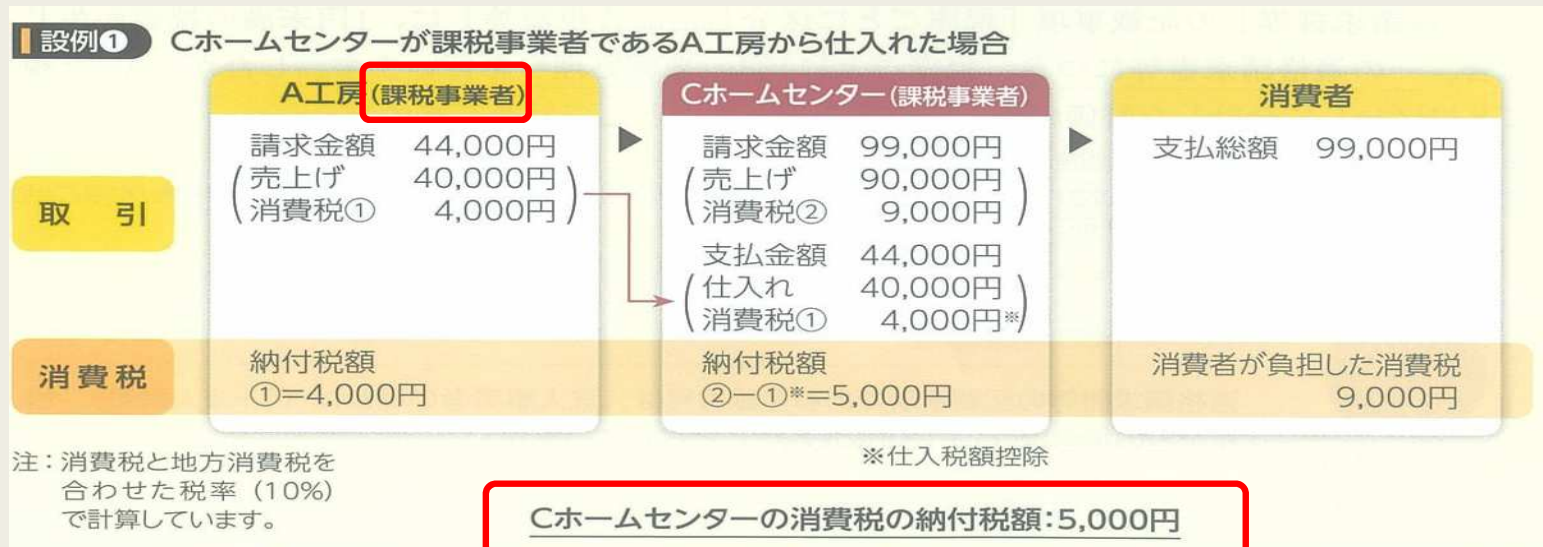 設例❶ Cホームセンターが課税事業者であるA工房から仕入れた場合
A工房(課税事業者)
請求金額 44,000円
(売上げ 40,000円
消費税① 4,000円)
▶
Cホームセンター(課税事業者)
請求金額 99,000円
(売上げ 90,000円
消費税② 9,000円)
支払金額 44,000円
(仕入れ 40,000円
消費税① 4,000円※)
▶
消費者
支払総額 99,000円
取 引
消費税
納付税額
①=4,000円
納付税額
②−①※=5,000円
消費者が負担した消費税
9,000円
注：消費税と地方消費税を
合わせた税率（10%）
で計算しています。
※仕入税額控除
Cホームセンターの消費税の納付税額：5,000円